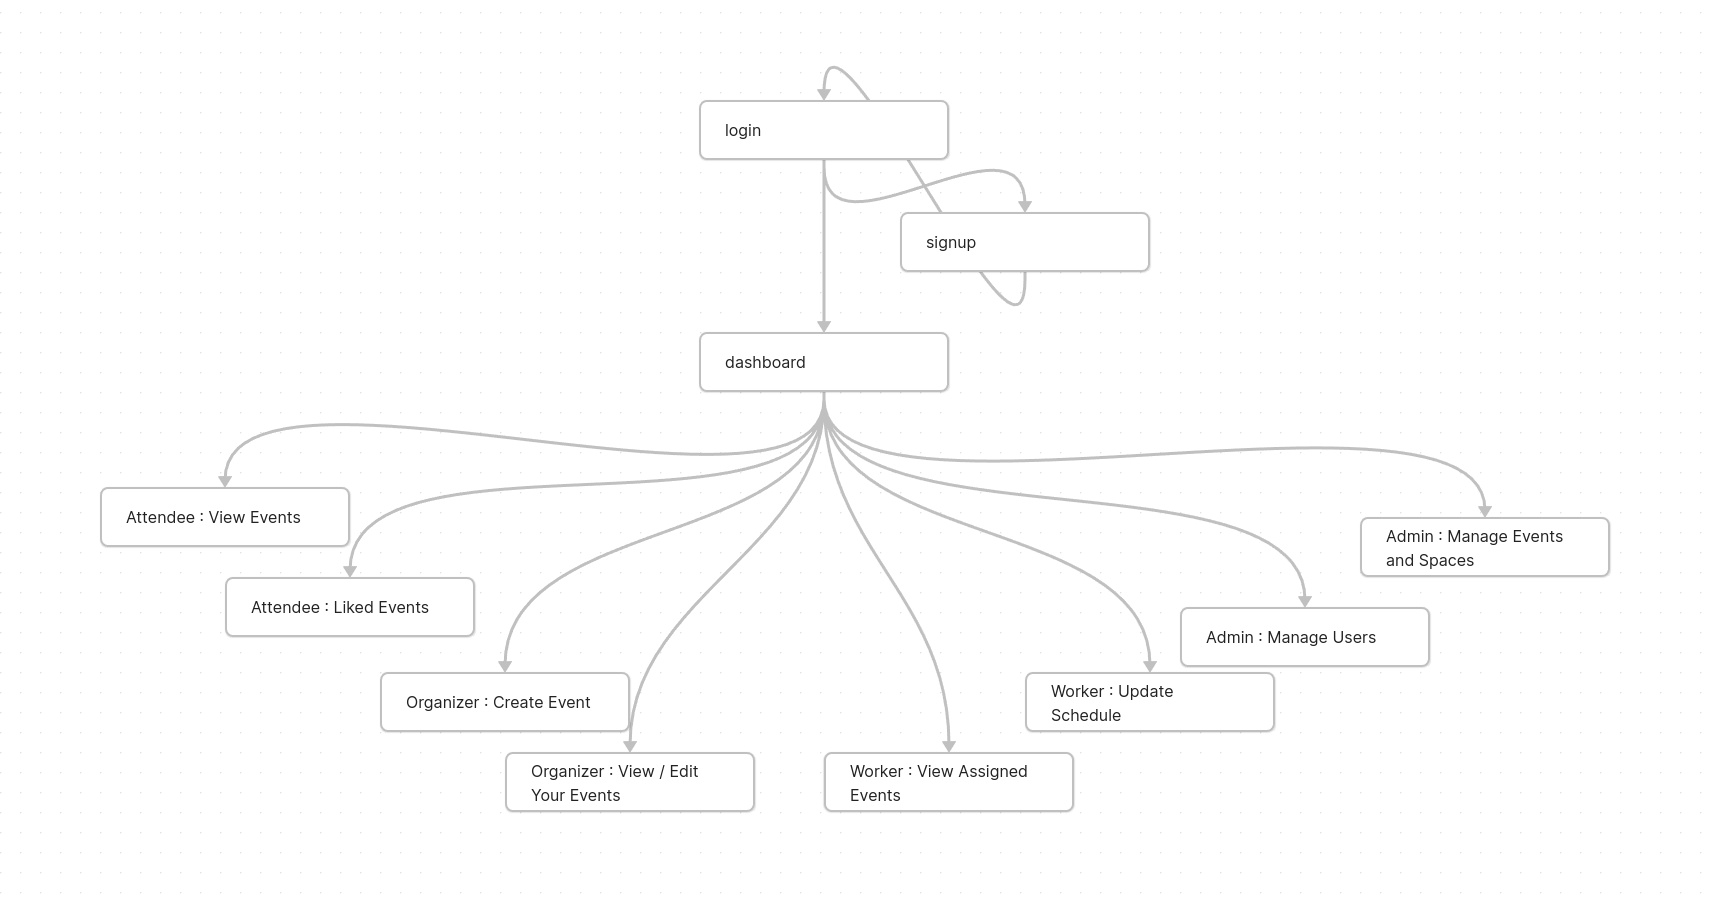 login
signup
dashboard
Attendee : View Events
Attendee : Liked Events
Organizer : Create Event
Organizer : View / Edit
Your Events
Worker : View Assigned
Events
Worker : Update
Schedule
Admin : Manage Users
Admin : Manage Events
and Spaces